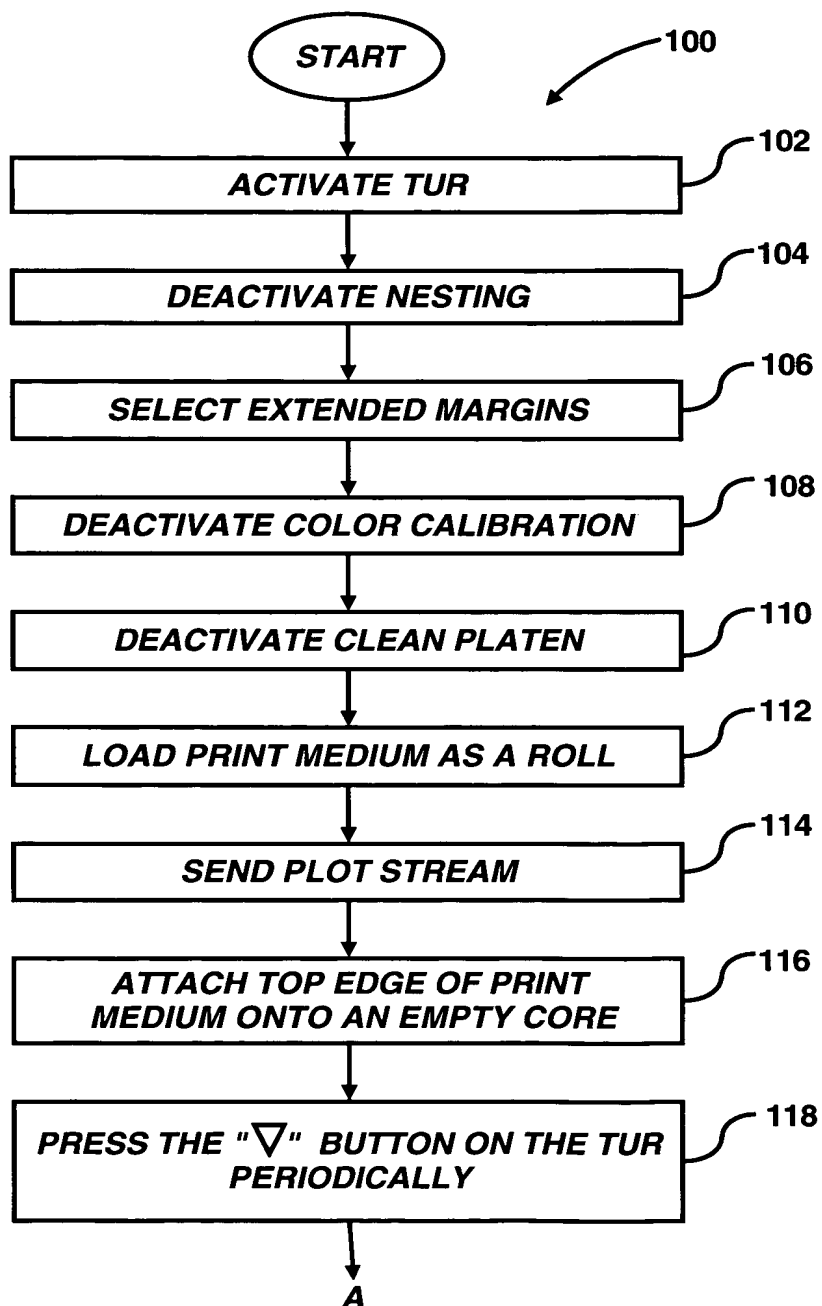 START
100
102
ACTIVATE TUR
104
DEACTIVATE NESTING
106
SELECT EXTENDED MARGINS
108
DEACTIVATE COLOR CALIBRATION
110
DEACTIVATE CLEAN PLATEN
112
LOAD PRINT MEDIUM AS A ROLL
114
SEND PLOT STREAM
116
ATTACH TOP EDGE OF PRINT
MEDIUM ONTO AN EMPTY CORE
118
PRESS THE "▽" BUTTON ON THE TUR
PERIODICALLY
A